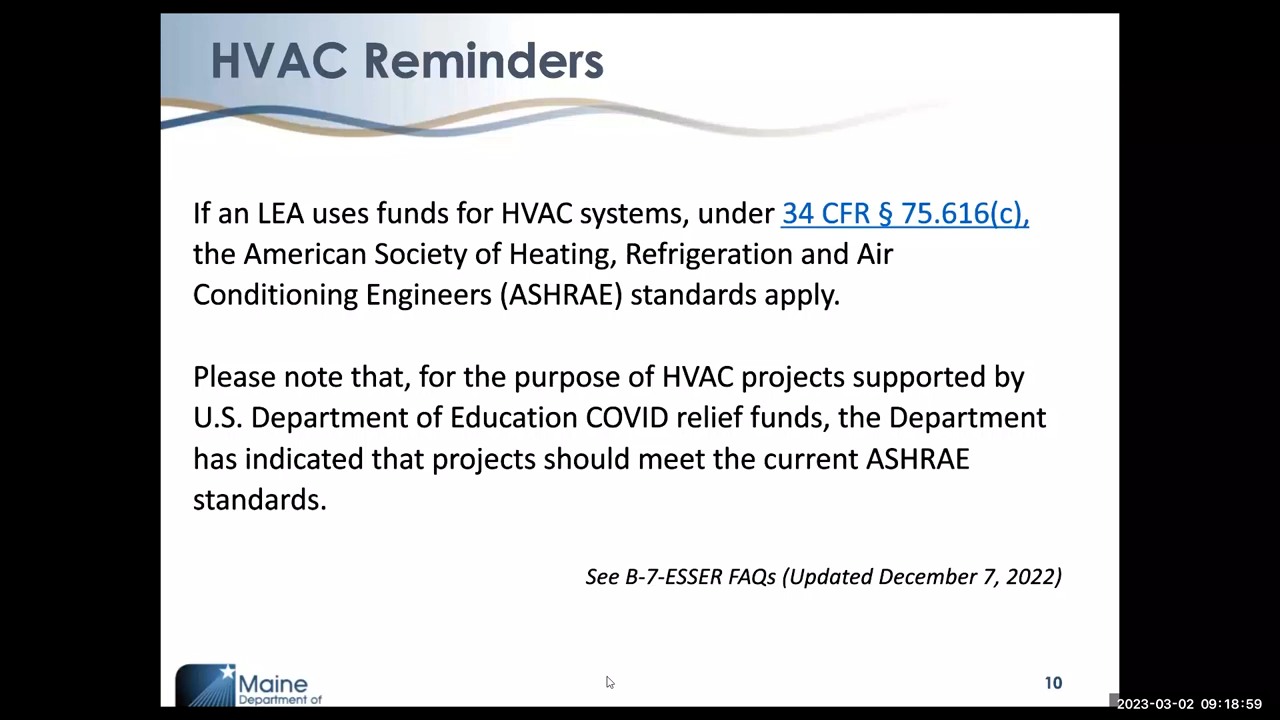 HVAC Reminders
If an LEA uses funds for HVAC systems, under 34 CFR § 75.616(c),
the American Society of Heating, Refrigeration and Air
Conditioning Engineers (ASHRAE) standards apply.
Please note that, for the purpose of HVAC projects supported by
U.S. Department of Education COVID relief funds, the Department
has indicated that projects should meet the current ASHRAE
standards.
See B-7-ESSER FAQs (Updated December 7, 2022)
Maine
Department of
10
2023-03-02 09:18:59